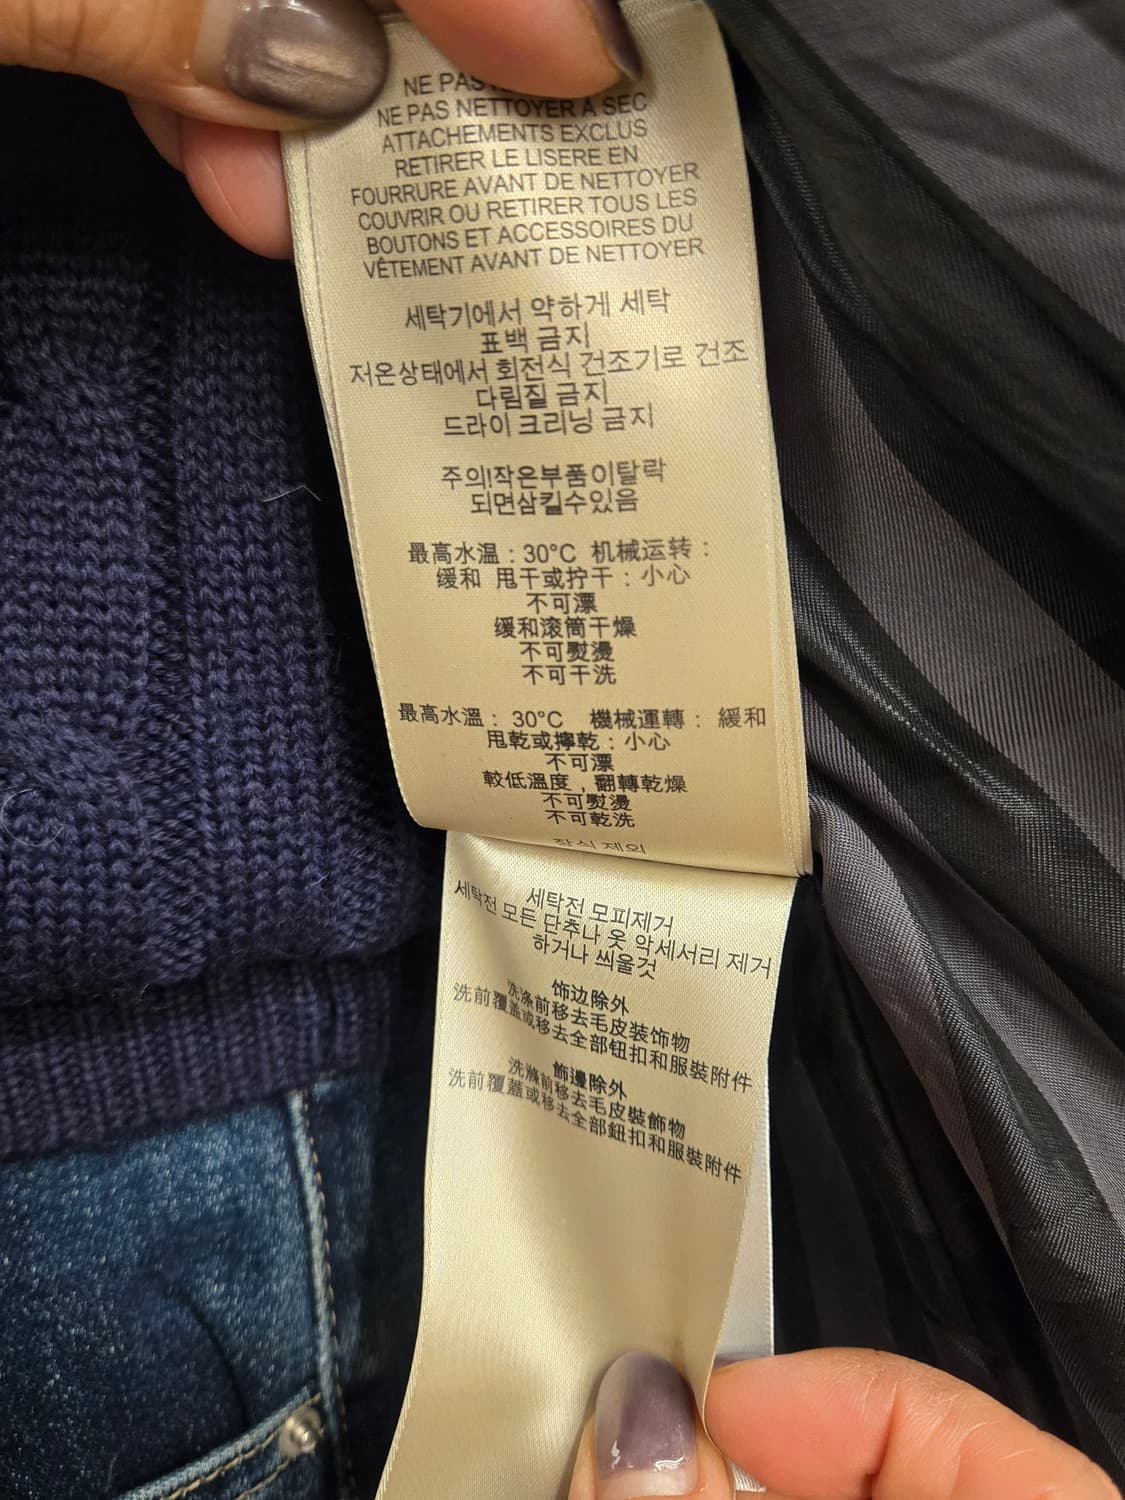 NE PAS
NE PAS NETTOYER À SEC
ATTACHEMENTS EXCLUS
RETIRER LE LISERE EN
FOURRURE AVANT DE NETTOYER
COUVRIR OU RETIRER TOUS LES
BOUTONS ET ACCESSOIRES DU
VÊTEMENT AVANT DE NETTOYER
세탁기에서 약하게 세탁
표백 금지
저온상태에서 회전식 건조기로 건조
다림질 금지
드라이 크리닝 금지
주의!작은부품이탈락
되면삼킬수있음
最高水温：30°C 机械运转：
缓和 甩干或拧干：小心
不可漂
缓和滚筒干燥
不可熨烫
不可干洗
最高水溫：30°C 機械運轉：緩和
甩乾或擰乾：小心
不可漂
較低溫度，翻轉乾燥
不可熨燙
不可乾洗
장식 제외
세탁전 모피제거
세탁전 모든 단추나 옷 악세서리 제거
하거나 씌울것
饰边除外
洗涤前移去毛皮装饰物
洗前覆盖或移去全部钮扣和服装附件
飾邊除外
洗滌前移去毛皮裝飾物
洗前覆蓋或移去全部鈕扣和服裝附件